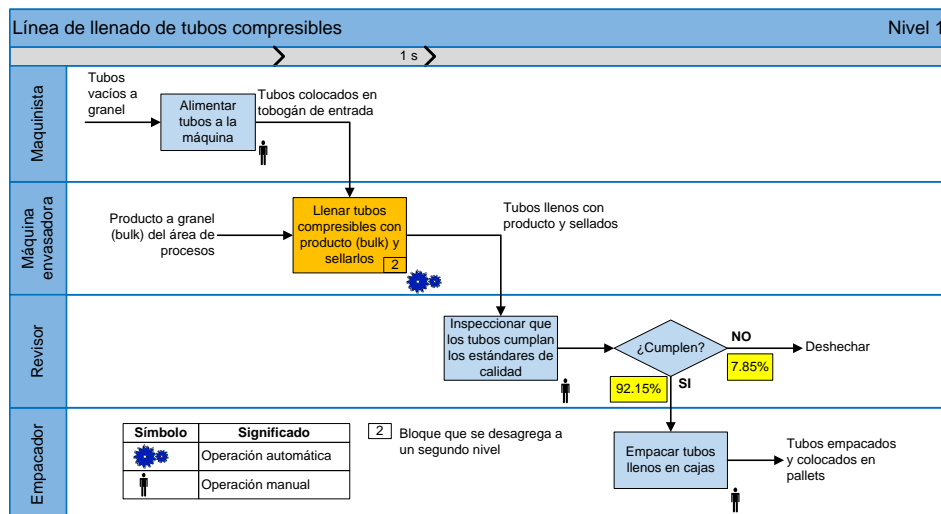 Línea de llenado de tubos compresibles
Nivel 1
1 s
Maquinista
Tubos
vacíos a
granel
Alimentar
tubos a la
máquina
Tubos colocados en
tobogán de entrada
Máquina
envasadora
Producto a granel
(bulk) del área de
procesos
Llenar tubos
compresibles con
producto (bulk) y
sellarlos
2
Tubos llenos con
producto y sellados
Revisor
Inspeccionar que
los tubos cumplan
los estándares de
calidad
¿Cumplen?
NO
7.85%
Deshechar
92.15%
SI
Empacador
Símbolo
Significado
Operación automática
Operación manual
2
Bloque que se desagrega a
un segundo nivel
Empacar tubos
llenos en cajas
Tubos empacados
y colocados en
pallets